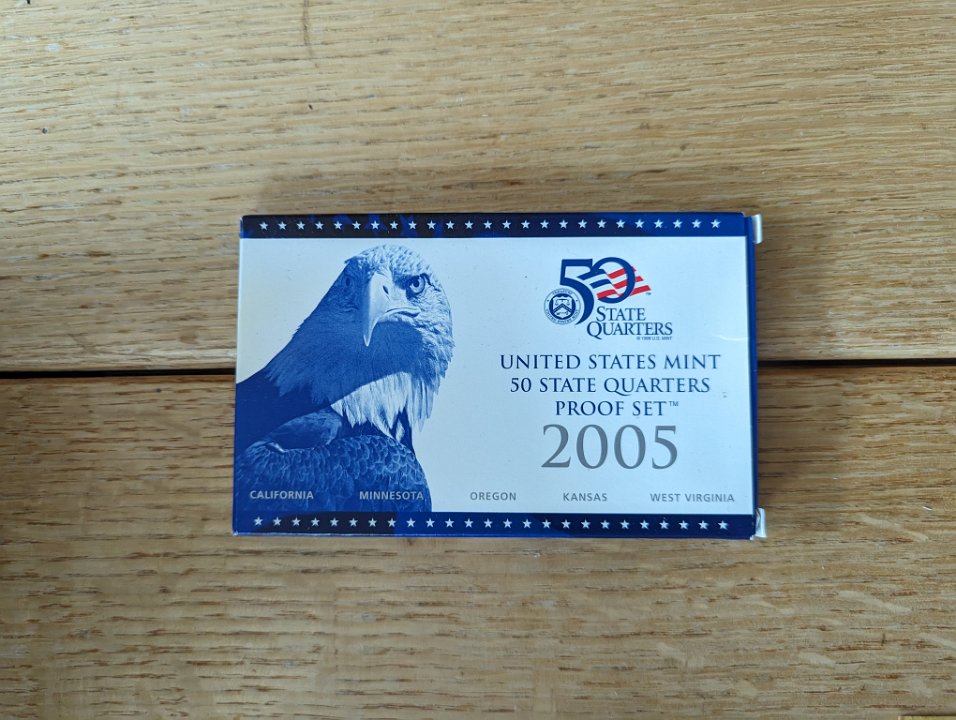 50
STATE
QUARTERS
UNITED STATES MINT
50 STATE QUARTERS
PROOF SET™
2005
CALIFORNIA MINNESOTA OREGON KANSAS WEST VIRGINIA